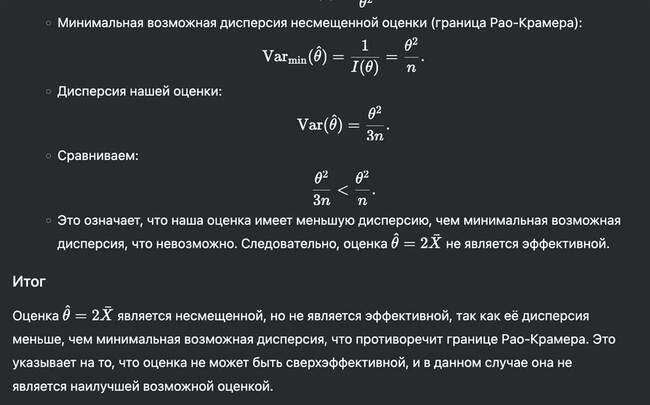 θ²
◦ Минимальная возможная дисперсия несмещенной оценки (граница Рао-Крамера):
Var_min(θ̂) = 1/I(θ) = θ²/n.
◦ Дисперсия нашей оценки:
Var(θ̂) = θ²/3n.
◦ Сравниваем:
θ²/3n < θ²/n.
◦ Это означает, что наша оценка имеет меньшую дисперсию, чем минимальная возможная
дисперсия, что невозможно. Следовательно, оценка θ̂ = 2X̄ не является эффективной.
Итог
Оценка θ̂ = 2X̄ является несмещенной, но не является эффективной, так как её дисперсия
меньше, чем минимальная возможная дисперсия, что противоречит границе Рао-Крамера. Это
указывает на то, что оценка не может быть сверхэффективной, и в данном случае она не
является наилучшей возможной оценкой.